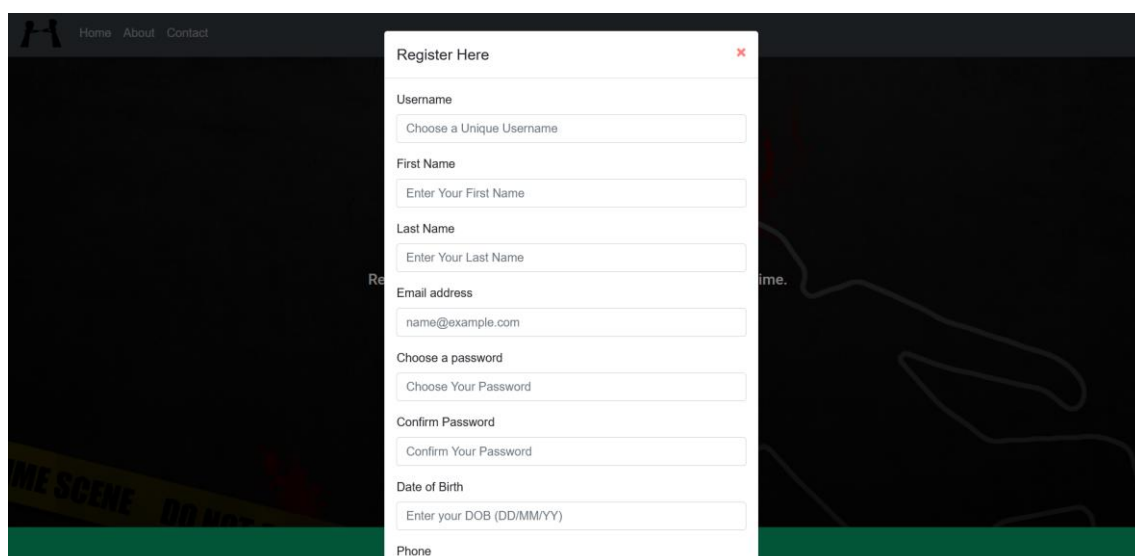 Home About Contact
Register Here
×
Username
Choose a Unique Username
First Name
Enter Your First Name
Last Name
Enter Your Last Name
Re
ime.
Email address
name@example.com
Choose a password
Choose Your Password
Confirm Password
Confirm Your Password
Date of Birth
Enter your DOB (DD/MM/YY)
Phone
ME SCENE DO NOT